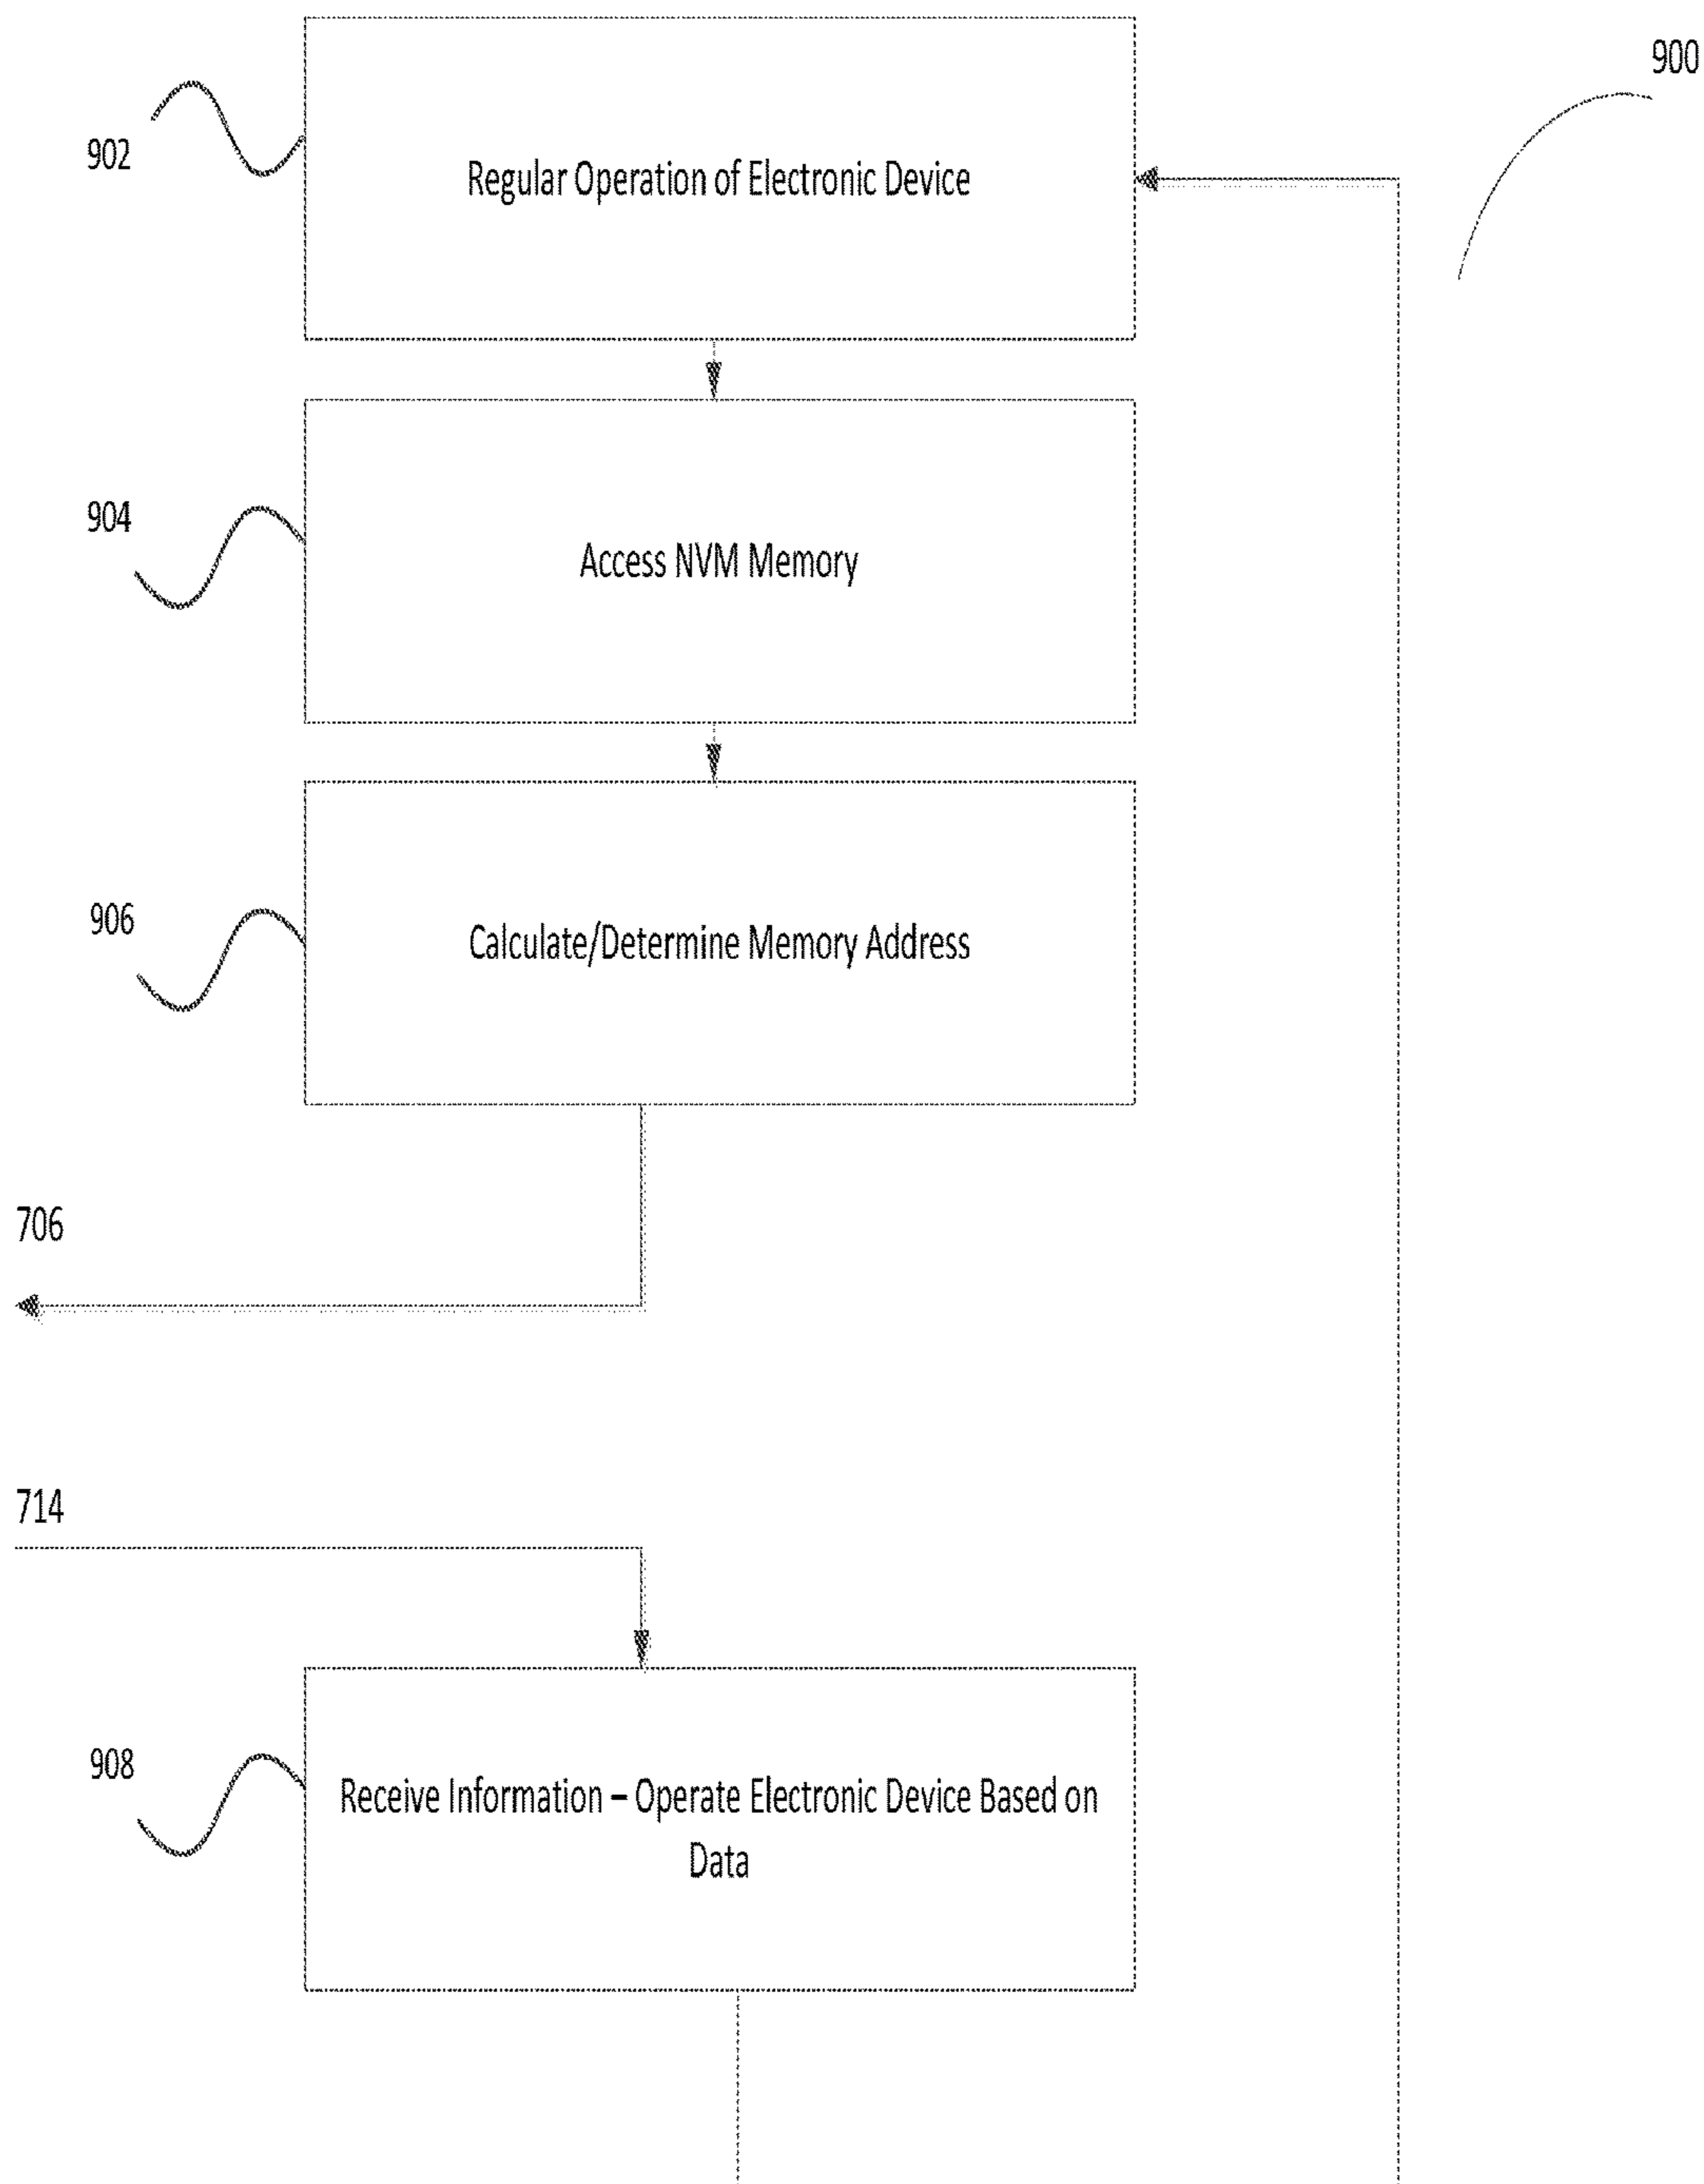 900
902
Regular Operation of Electronic Device
904
Access NVM Memory
906
Calculate/Determine Memory Address
706
714
908
Receive Information – Operate Electronic Device Based on
Data